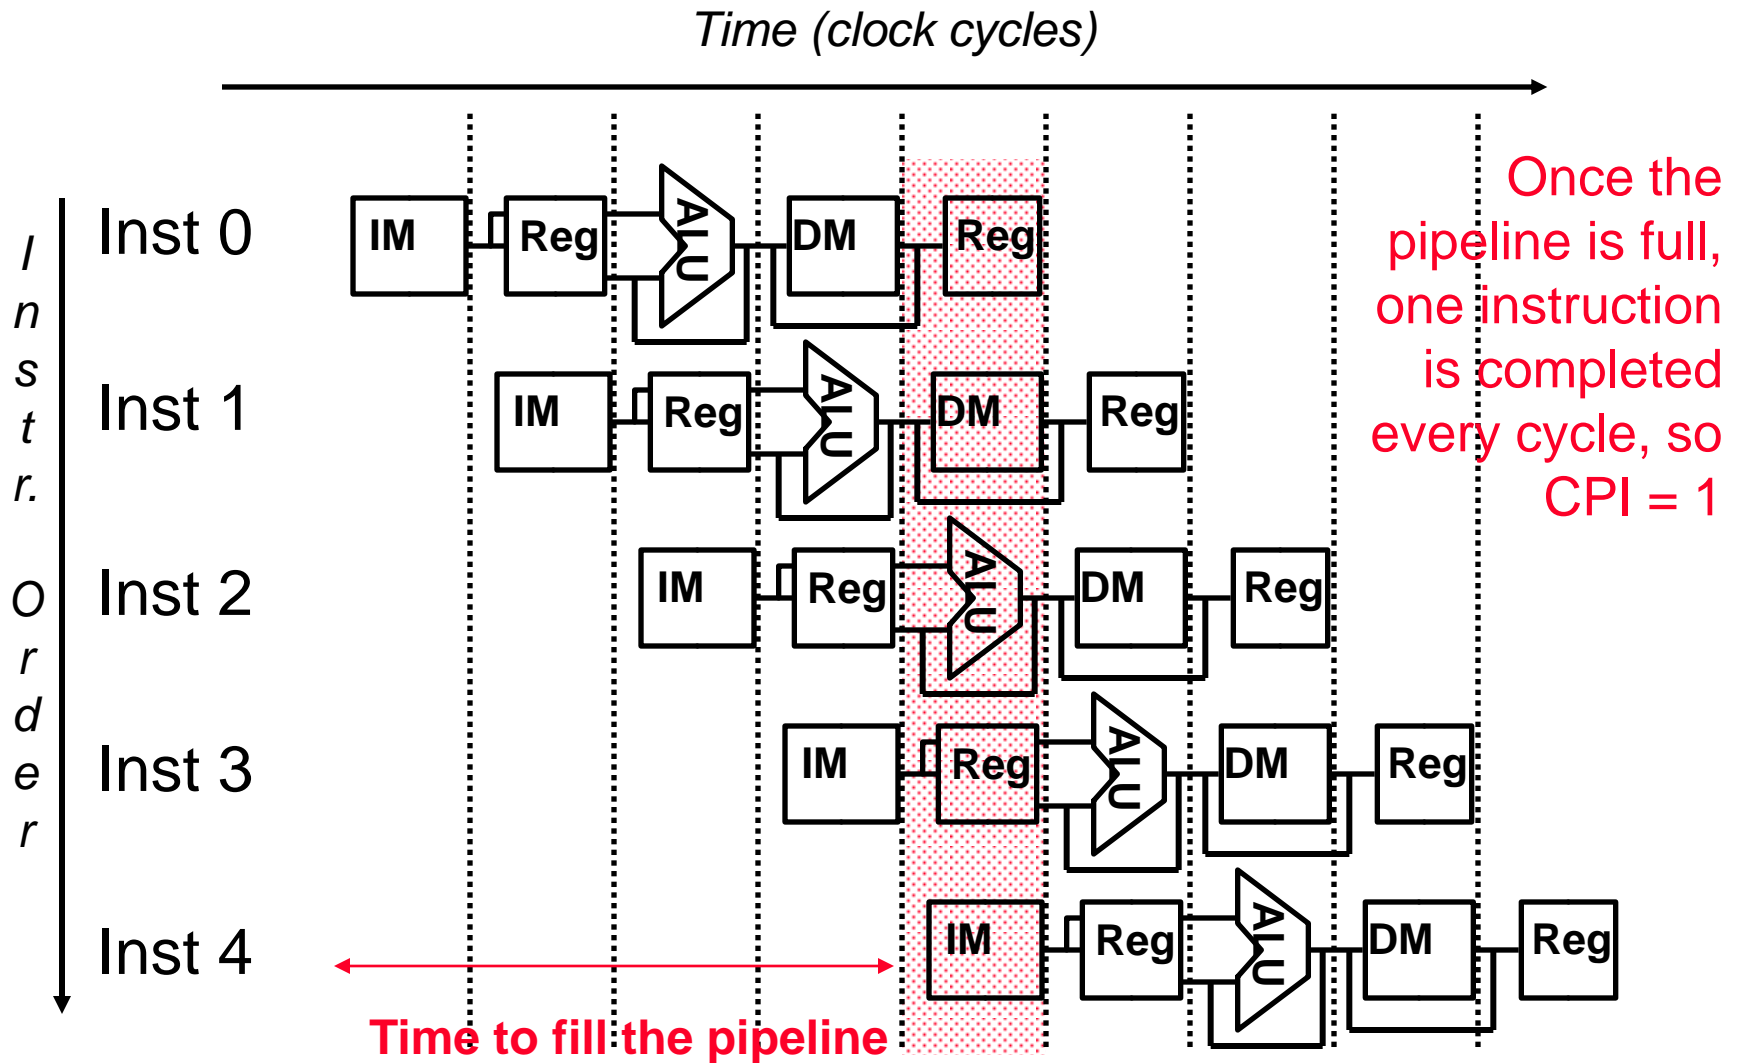 Time (clock cycles)
Instr. Order
Inst 0
IM
Reg
ALU
DM
Reg
Inst 1
IM
Reg
ALU
DM
Reg
Inst 2
IM
Reg
ALU
DM
Reg
Inst 3
IM
Reg
ALU
DM
Reg
Inst 4
IM
Reg
ALU
DM
Reg
Once the
pipeline is full,
one instruction
is completed
every cycle, so
CPI = 1
Time to fill the pipeline